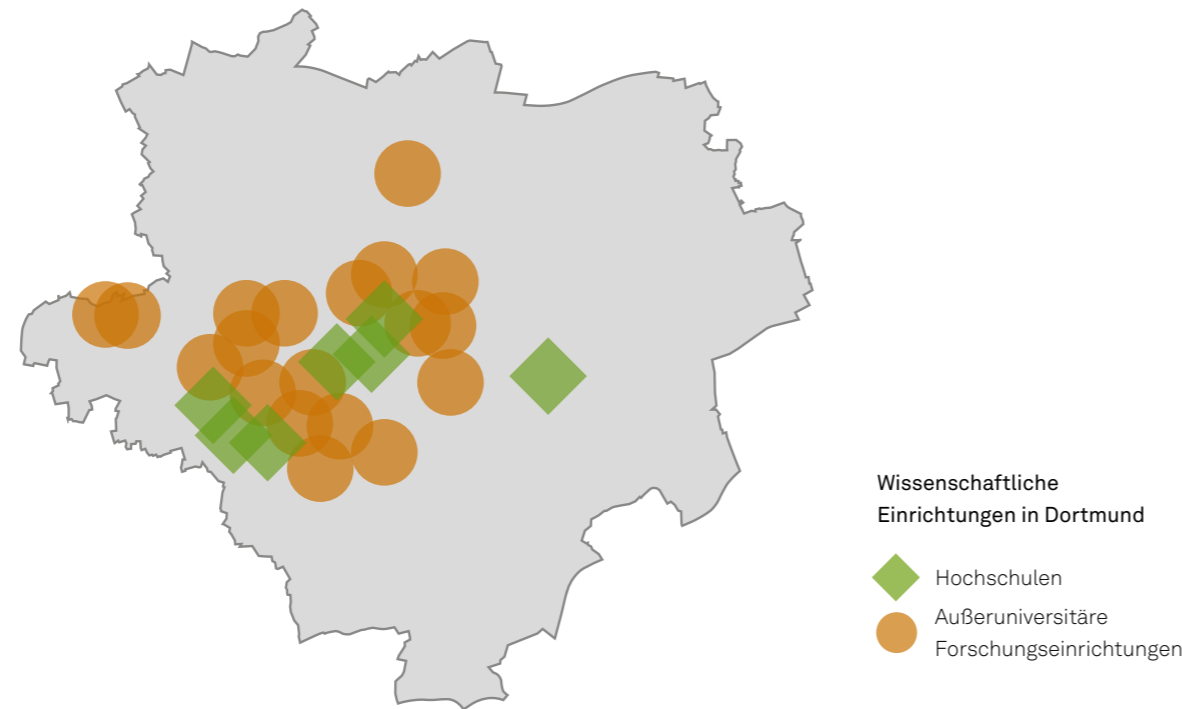 Wissenschaftliche
Einrichtungen in Dortmund
Hochschulen
Außeruniversitäre
Forschungseinrichtungen